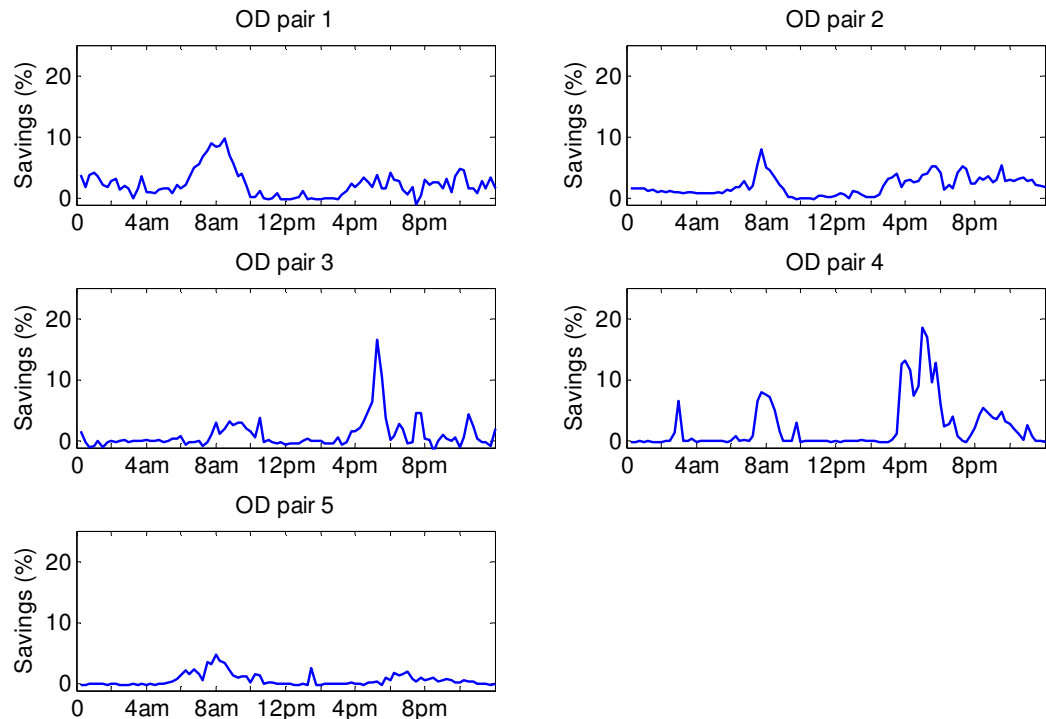 OD pair 1
Savings (%)
20
10
0
0 4am 8am 12pm 4pm 8pm
OD pair 2
Savings (%)
20
10
0
0 4am 8am 12pm 4pm 8pm
OD pair 3
Savings (%)
20
10
0
0 4am 8am 12pm 4pm 8pm
OD pair 4
Savings (%)
20
10
0
0 4am 8am 12pm 4pm 8pm
OD pair 5
Savings (%)
20
10
0
0 4am 8am 12pm 4pm 8pm